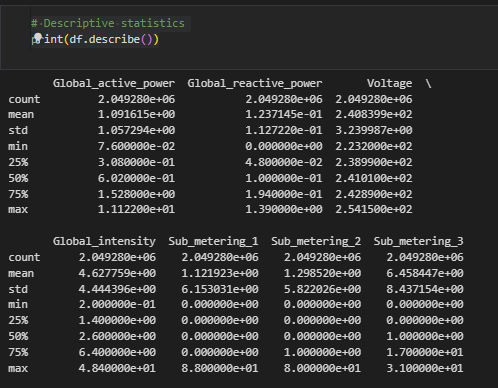 # Descriptive statistics
print(df.describe())
Global_active_power Global_reactive_power Voltage \
count 2.049280e+06 2.049280e+06 2.049280e+06
mean 1.091615e+00 1.237145e-01 2.408399e+02
std 1.057294e+00 1.127220e-01 3.239987e+00
min 7.600000e-02 0.000000e+00 2.232000e+02
25% 3.080000e-01 4.800000e-02 2.389900e+02
50% 6.020000e-01 1.000000e-01 2.410100e+02
75% 1.528000e+00 1.940000e-01 2.428900e+02
max 1.112200e+01 1.390000e+00 2.541500e+02
Global_intensity Sub_metering_1 Sub_metering_2 Sub_metering_3
count 2.049280e+06 2.049280e+06 2.049280e+06 2.049280e+06
mean 4.627759e+00 1.121923e+00 1.298520e+00 6.458447e+00
std 4.444396e+00 6.153031e+00 5.822026e+00 8.437154e+00
min 2.000000e-01 0.000000e+00 0.000000e+00 0.000000e+00
25% 1.400000e+00 0.000000e+00 0.000000e+00 0.000000e+00
50% 2.600000e+00 0.000000e+00 0.000000e+00 1.000000e+00
75% 6.400000e+00 0.000000e+00 1.000000e+00 1.700000e+01
max 4.840000e+01 8.800000e+01 8.000000e+01 3.100000e+01